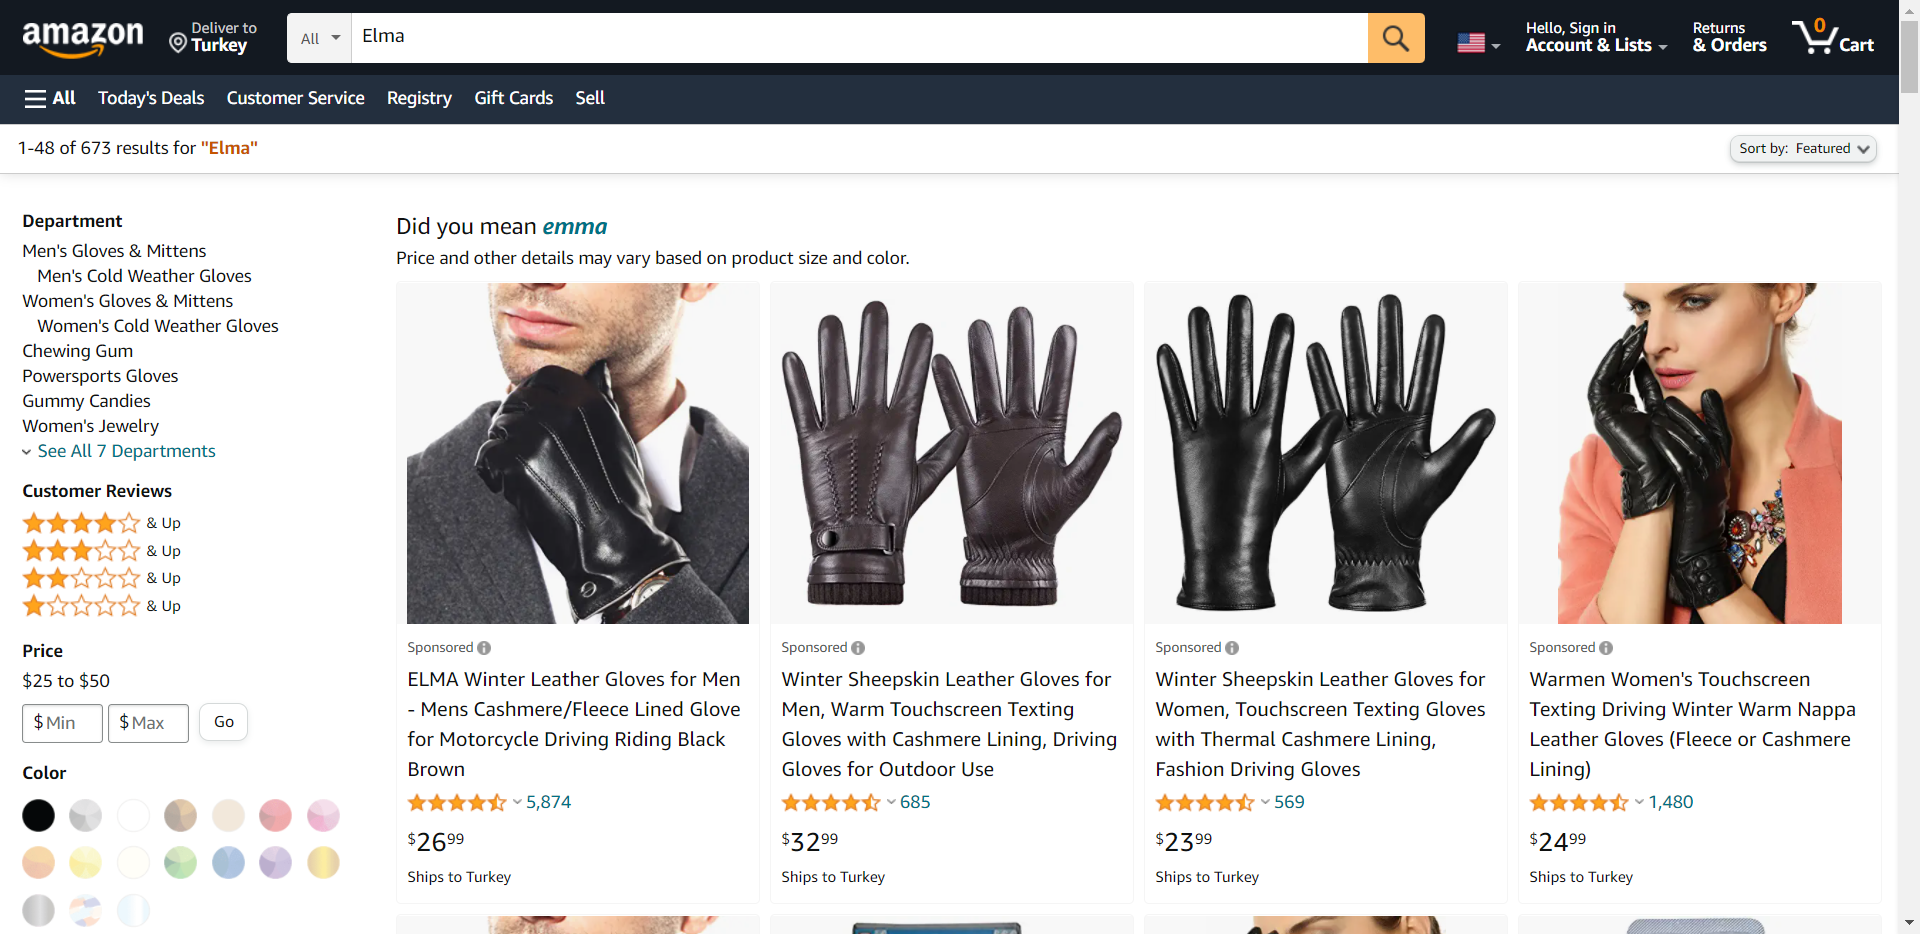 amazon
Deliver to
Turkey
All
Elma
Hello, Sign in
Account & Lists
Returns
& Orders
0
Cart
All
Today's Deals
Customer Service
Registry
Gift Cards
Sell
1-48 of 673 results for "Elma"
Sort by: Featured
Department
Men's Gloves & Mittens
Men's Cold Weather Gloves
Women's Gloves & Mittens
Women's Cold Weather Gloves
Chewing Gum
Powersports Gloves
Gummy Candies
Women's Jewelry
See All 7 Departments
Customer Reviews
& Up
& Up
& Up
& Up
Price
$25 to $50
$ Min
$ Max
Go
Color
Did you mean emma
Price and other details may vary based on product size and color.
Sponsored
ELMA Winter Leather Gloves for Men
- Mens Cashmere/Fleece Lined Glove
for Motorcycle Driving Riding Black
Brown
5,874
$2699
Ships to Turkey
Sponsored
Winter Sheepskin Leather Gloves for
Men, Warm Touchscreen Texting
Gloves with Cashmere Lining, Driving
Gloves for Outdoor Use
685
$3299
Ships to Turkey
Sponsored
Winter Sheepskin Leather Gloves for
Women, Touchscreen Texting Gloves
with Thermal Cashmere Lining,
Fashion Driving Gloves
569
$2399
Ships to Turkey
Sponsored
Warmen Women's Touchscreen
Texting Driving Winter Warm Nappa
Leather Gloves (Fleece or Cashmere
Lining)
1,480
$2499
Ships to Turkey